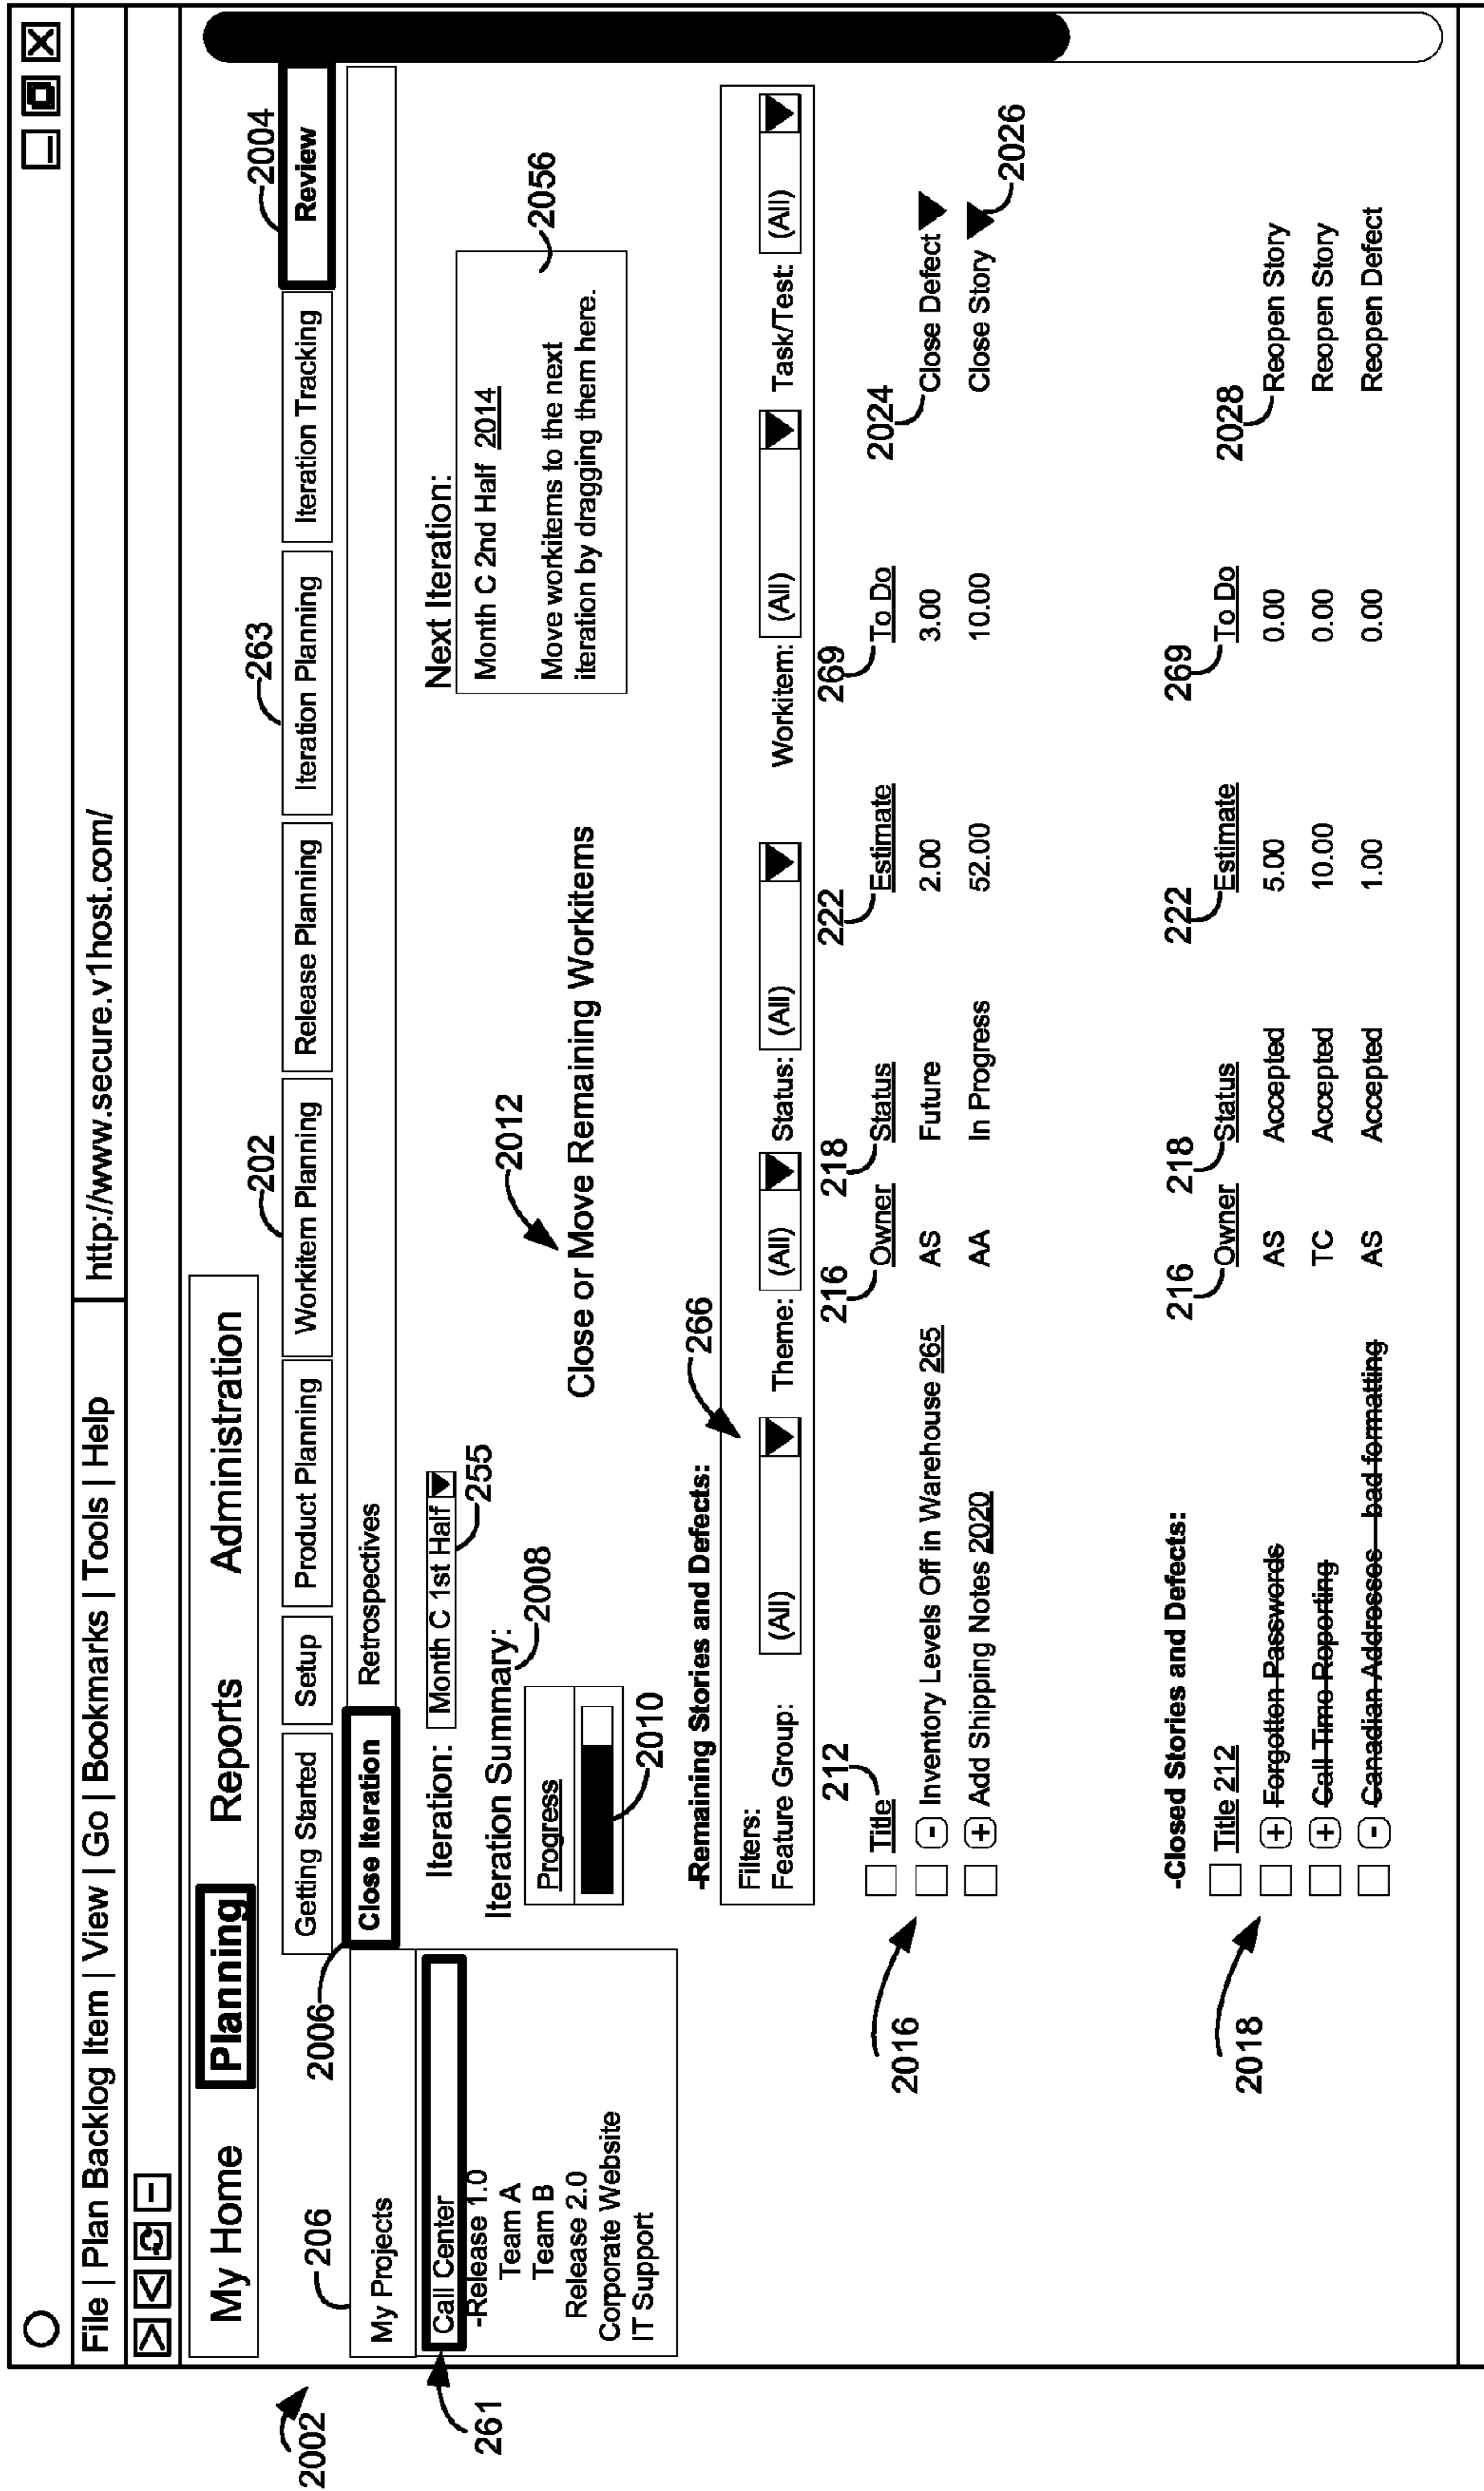 File | Plan Backlog Item | View | Go | Bookmarks | Tools | Help
http://www.secure.v1host.com/
My Home Planning Reports Administration
2002
206
2006
202
263
2004
Getting Started Setup Product Planning Workitem Planning Release Planning Iteration Planning Iteration Tracking Review
My Projects
Close Iteration Retrospectives
261
Call Center
-Release 1.0
Team A
Team B
Release 2.0
Corporate Website
IT Support
Iteration: Month C 1st Half
255
Iteration Summary:
2008
Progress
2010
2012
Close or Move Remaining Workitems
Next Iteration:
Month C 2nd Half 2014
Move workitems to the next
iteration by dragging them here.
2056
-Remaining Stories and Defects:
266
Filters:
Feature Group: (All) Theme: (All) Status: (All) Workitem: (All) Task/Test: (All)
212 216 218 222 269
Title Owner Status Estimate To Do
2024
2016
- Inventory Levels Off in Warehouse 265 AS Future 2.00 3.00 Close Defect
+ Add Shipping Notes 2020 AA In Progress 52.00 10.00 Close Story
2026
-Closed Stories and Defects:
216 218 222 269
Title 212 Owner Status Estimate To Do
2028
2018
+ Forgotten Passwords AS Accepted 5.00 0.00 Reopen Story
+ Call Time Reporting TC Accepted 10.00 0.00 Reopen Story
- Canadian Addresses - bad formatting AS Accepted 1.00 0.00 Reopen Defect